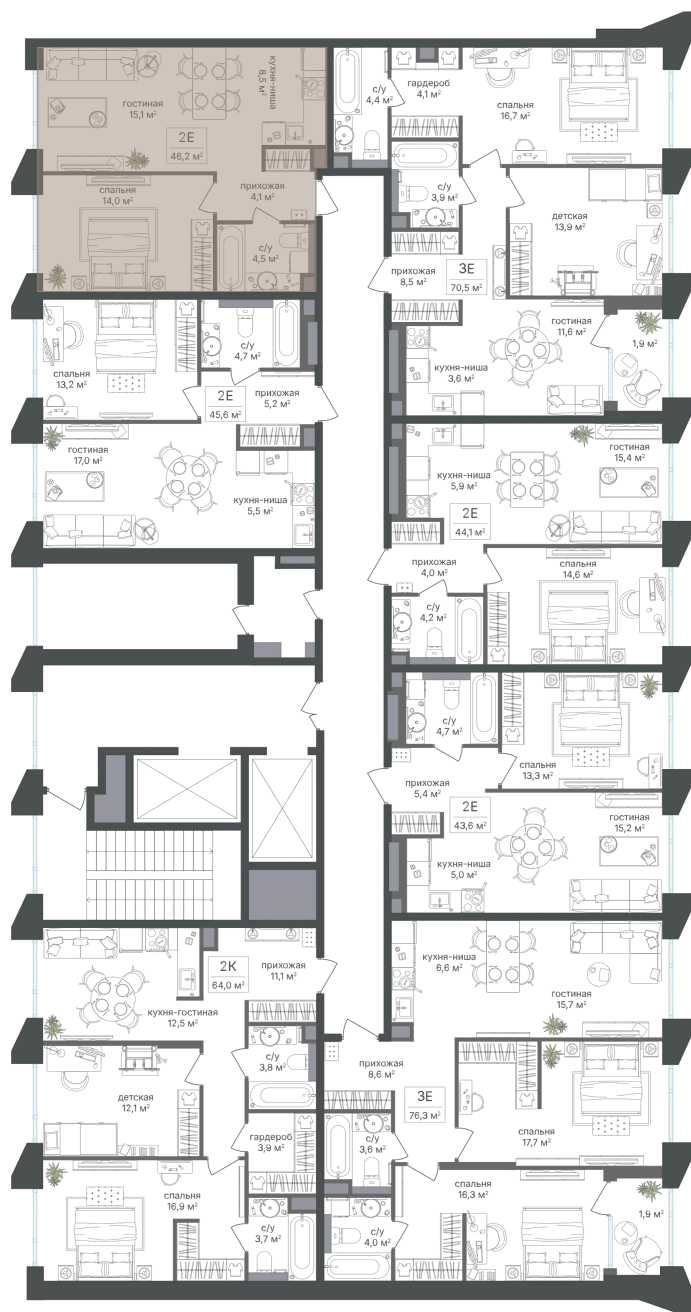 гостиная
15,1 м²
кухня-ниша
8,5 м²
2Е
46,2 м²
спальня
14,0 м²
прихожая
4,1 м²
с/у
4,5 м²
с/у
4,4 м²
гардероб
4,1 м²
спальня
16,7 м²
с/у
3,9 м²
детская
13,9 м²
прихожая
8,5 м²
3Е
70,5 м²
гостиная
11,6 м²
1,9 м²
кухня-ниша
3,6 м²
с/у
4,7 м²
спальня
13,2 м²
2Е
45,6 м²
прихожая
5,2 м²
гостиная
17,0 м²
кухня-ниша
5,5 м²
гостиная
15,4 м²
кухня-ниша
5,9 м²
2Е
44,1 м²
прихожая
4,0 м²
спальня
14,6 м²
с/у
4,2 м²
с/у
4,7 м²
спальня
13,3 м²
прихожая
5,4 м²
2Е
43,6 м²
гостиная
15,2 м²
кухня-ниша
5,0 м²
2К
64,0 м²
прихожая
11,1 м²
кухня-гостиная
12,5 м²
с/у
3,8 м²
детская
12,1 м²
гардероб
3,9 м²
спальня
16,9 м²
с/у
3,7 м²
кухня-ниша
6,6 м²
гостиная
15,7 м²
прихожая
8,6 м²
3Е
76,3 м²
с/у
3,6 м²
спальня
17,7 м²
спальня
16,3 м²
с/у
4,0 м²
1,9 м²